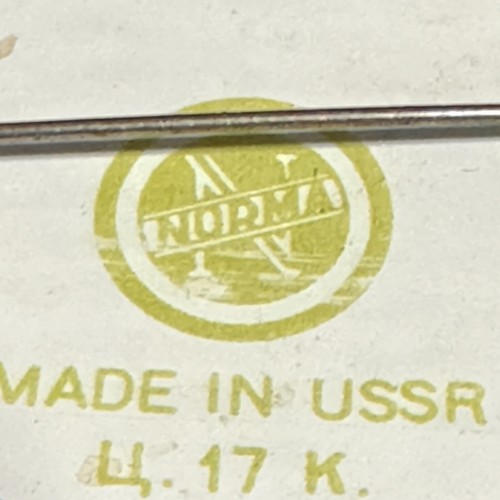 NORMA
MADE IN USSR
Ц. 17 К.